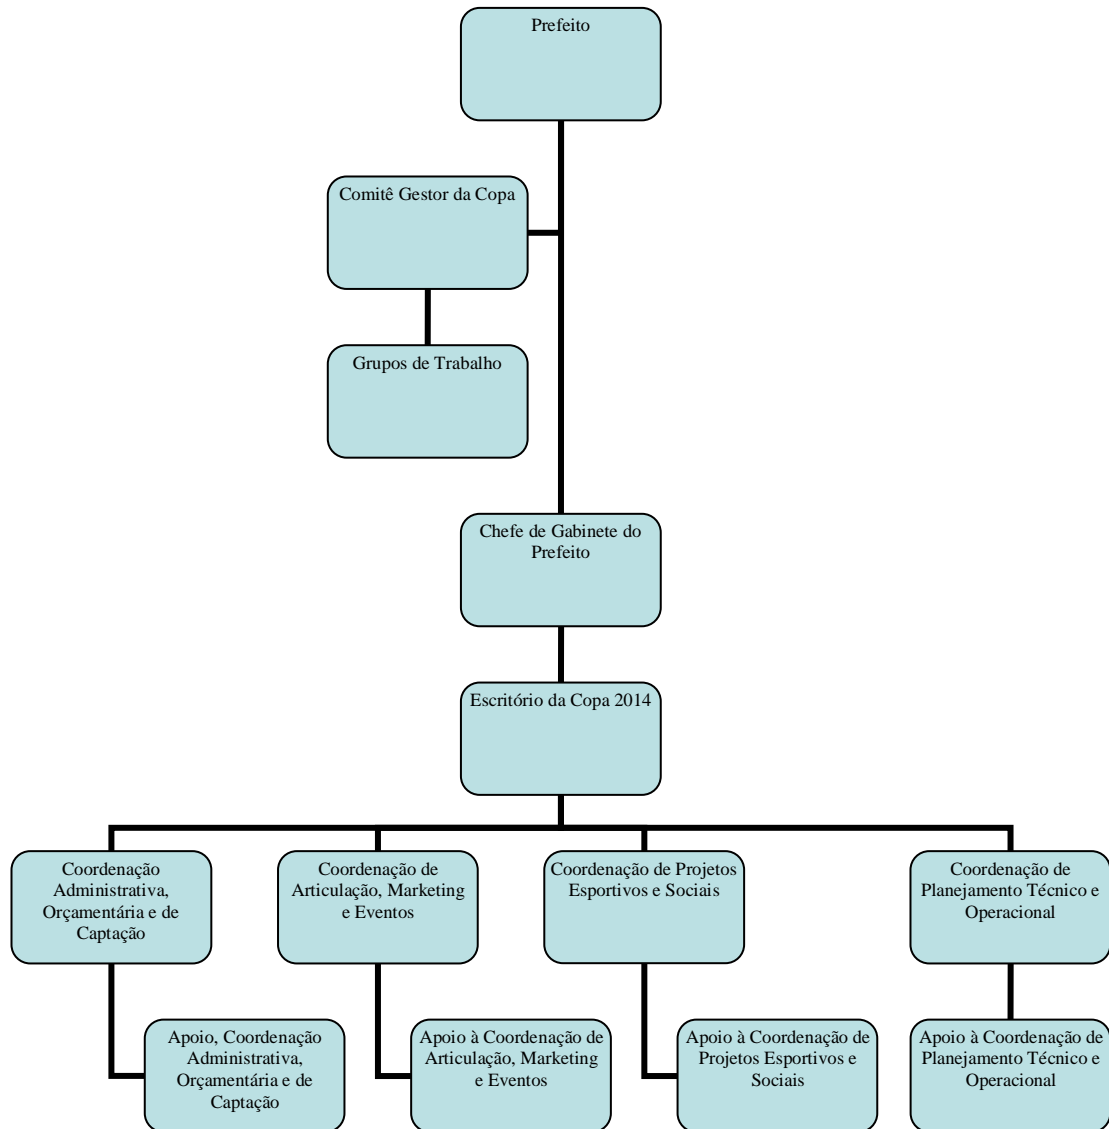 Prefeito
Comitê Gestor da Copa
Grupos de Trabalho
Chefe de Gabinete do
Prefeito
Escritório da Copa 2014
Coordenação
Administrativa,
Orçamentária e de
Captação
Coordenação de
Articulação, Marketing
e Eventos
Coordenação de Projetos
Esportivos e Sociais
Coordenação de
Planejamento Técnico e
Operacional
Apoio, Coordenação
Administrativa,
Orçamentária e de
Captação
Apoio à Coordenação de
Articulação, Marketing
e Eventos
Apoio à Coordenação de
Projetos Esportivos e
Sociais
Apoio à Coordenação de
Planejamento Técnico e
Operacional